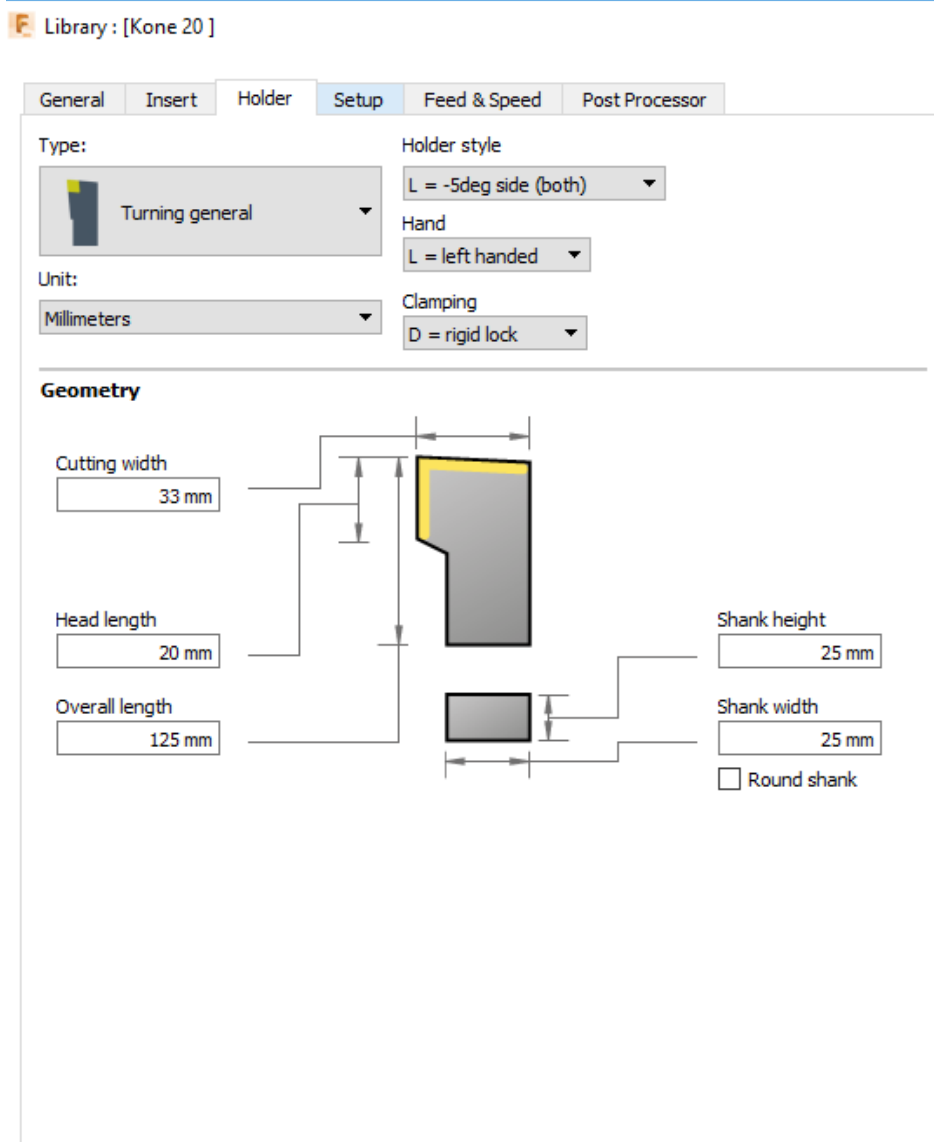 Library : [Kone 20 ]
General Insert Holder Setup Feed & Speed Post Processor
Type:
Turning general
Unit:
Millimeters
Holder style
L = -5deg side (both)
Hand
L = left handed
Clamping
D = rigid lock
Geometry
Cutting width
33 mm
Head length
20 mm
Overall length
125 mm
Shank height
25 mm
Shank width
25 mm
Round shank